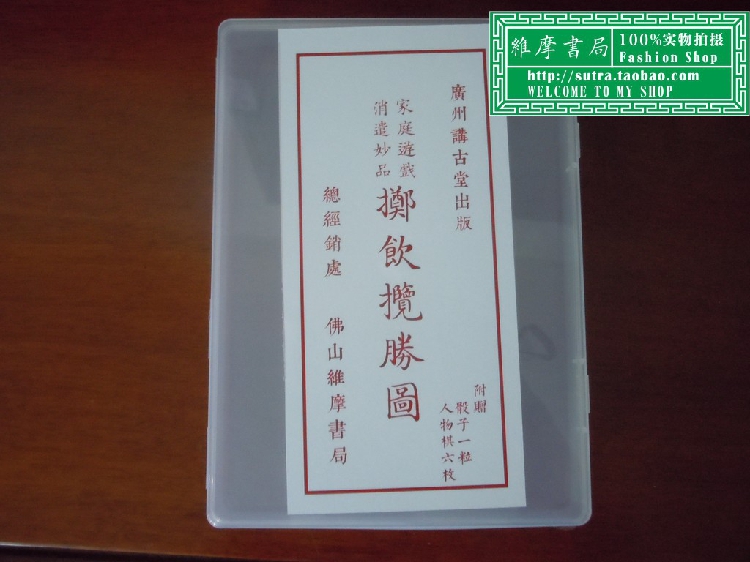 廣州講古堂出版
附贈
骰子一粒
人物棋六枚
家庭遊戲
消遣妙品
擲飲攬勝圖
總經銷處 佛山維摩書局
維摩書局
100%实物拍摄
Fashion Shop
http://sutra.taobao.com
WELCOME TO MY SHOP